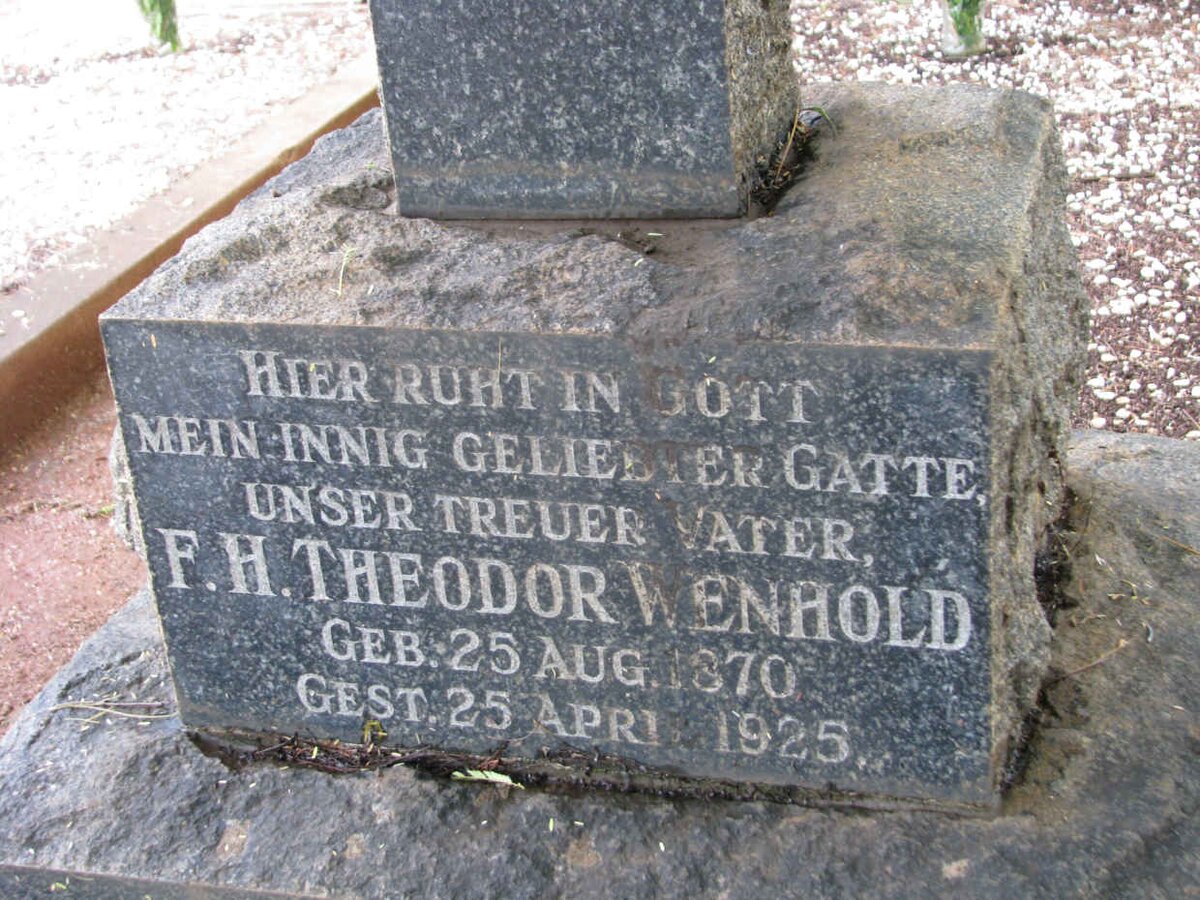 HIER RUHT IN GOTT
MEIN INNIG GELIEBTER GATTE,
UNSER TREUER VATER,
F. H. THEODOR WENHOLD
GEB. 25 AUG. 1870
GEST. 25 APRIL 1925.